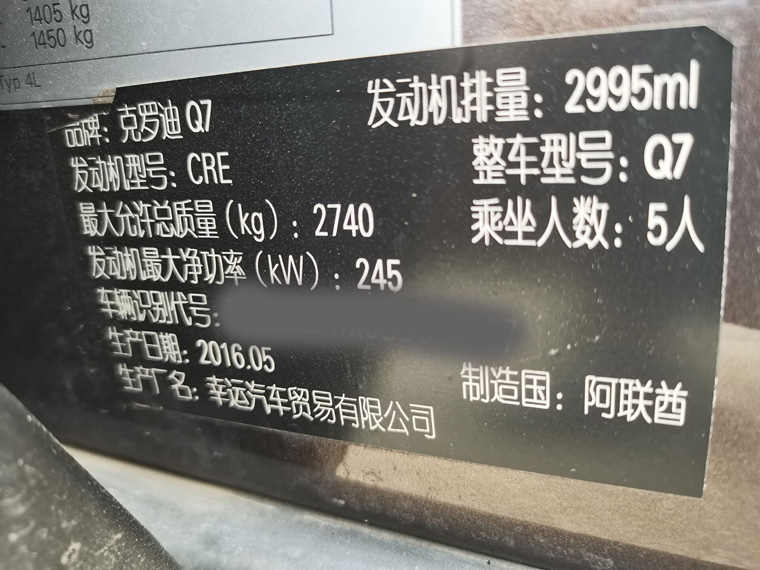 1405 kg
1450 kg
Typ 4L
品牌: 克罗迪 Q7
发动机排量: 2995ml
发动机型号: CRE
整车型号: Q7
最大允许总质量(kg): 2740
乘坐人数: 5人
发动机最大净功率(kW): 245
车辆识别代号:
生产日期: 2016.05
制造国: 阿联酋
生产厂名: 幸运汽车贸易有限公司